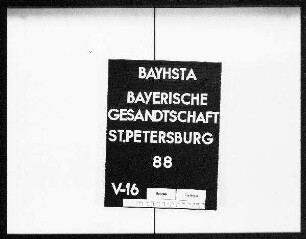 BAYHSTA
BAYERISCHE
GESANDTSCHAFT
ST.PETERSBURG
88
V-16